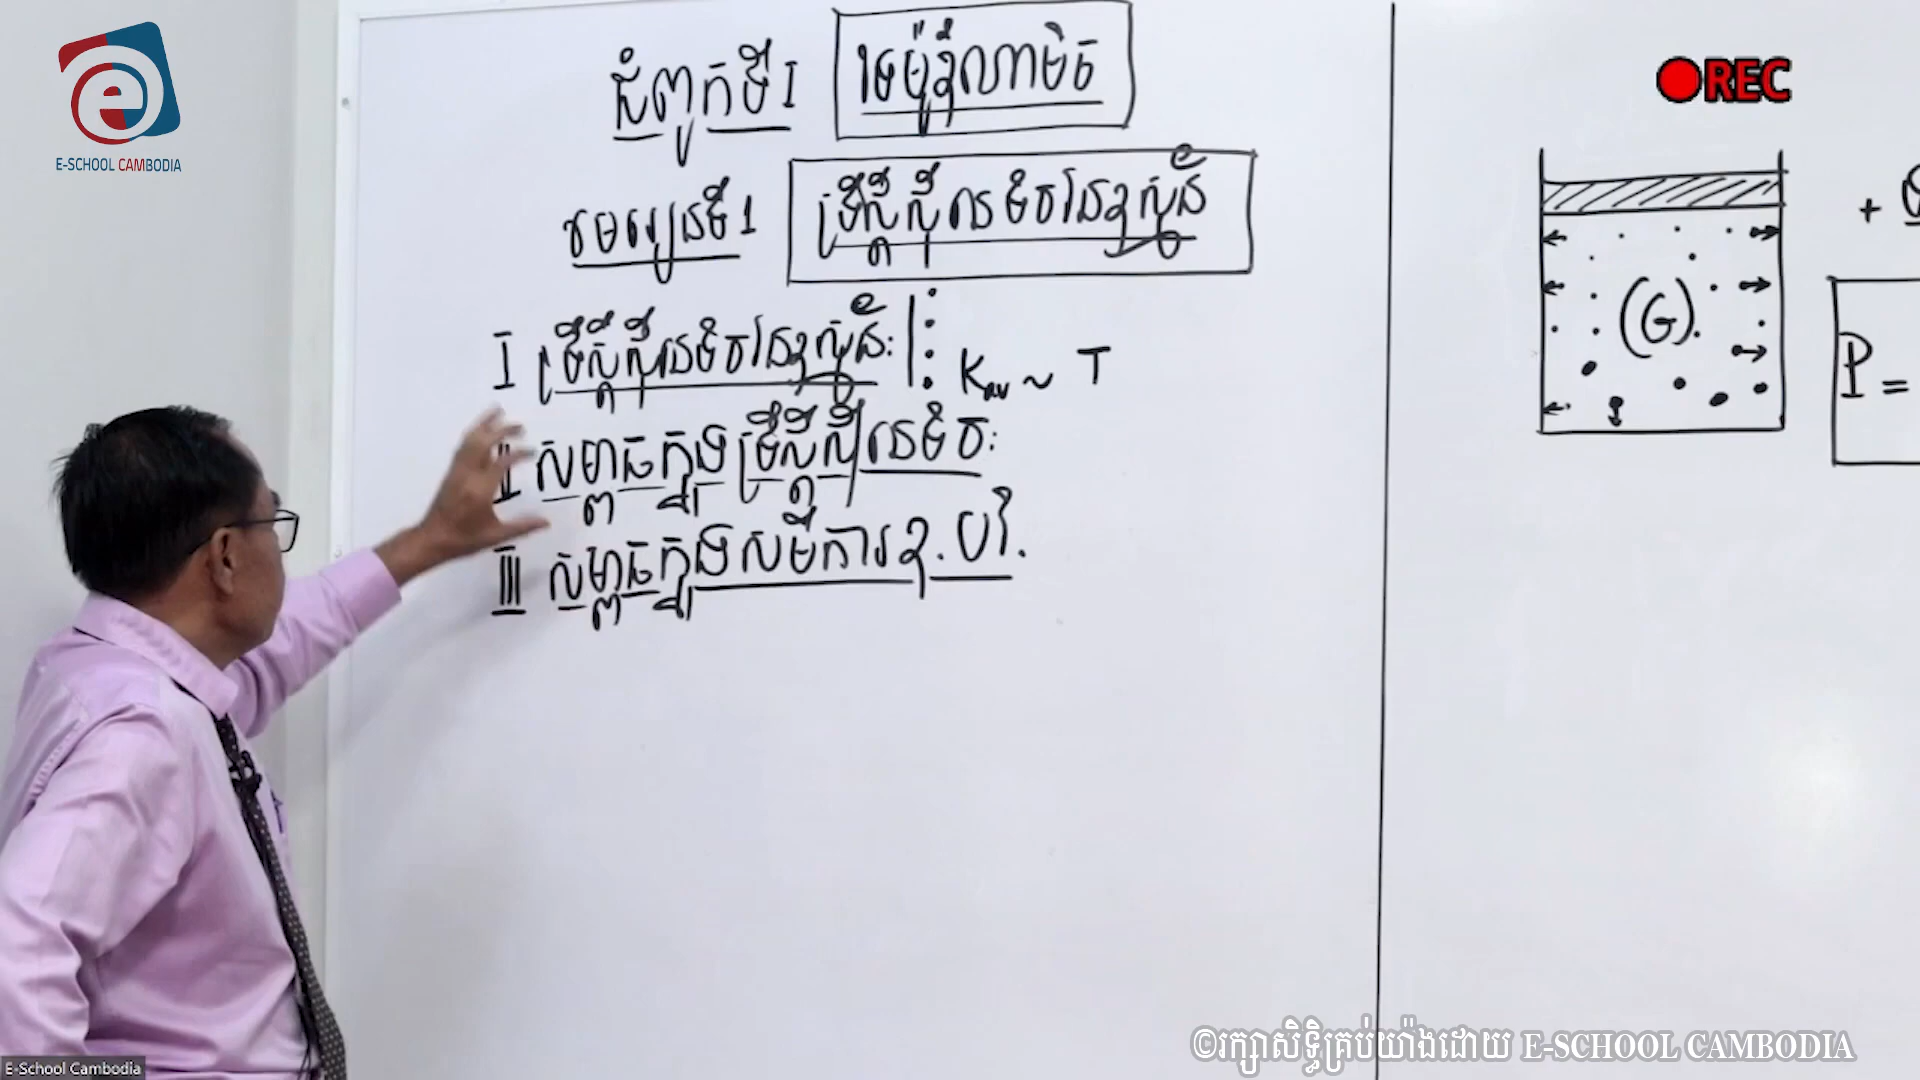 E-SCHOOL CAMBODIA
REC
ជំពូកទី I ទែម៉ូឌីណាមិច
មេរៀនទី 1 ទ្រឹស្តីស៊ីនេទិចនៃឧស្ម័ន
I ទ្រឹស្តីស៊ីនេទិចនៃឧស្ម័ន: Kav ~ T
II សម្ពាធក្នុងទ្រឹស្តីស៊ីនេទិច:
III សម្ពាធក្នុងសមីការឧ.បរិ.
(G)
+
P =
©រក្សាសិទ្ធិគ្រប់យ៉ាងដោយ E-SCHOOL CAMBODIA
E-School Cambodia